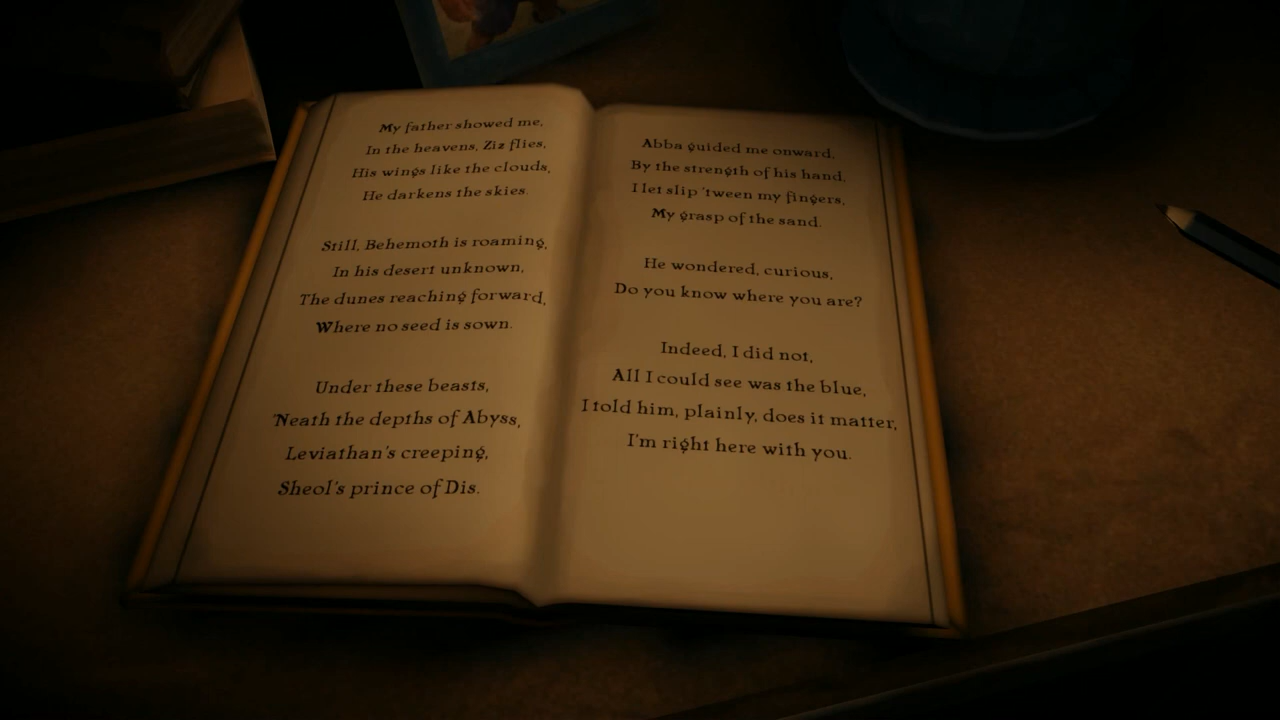 My father showed me,
In the heavens, Ziz flies,
His wings like the clouds,
He darkens the skies.
Still, Behemoth is roaming,
In his desert unknown,
The dunes reaching forward,
Where no seed is sown.
Under these beasts,
'Neath the depths of Abyss,
Leviathan's creeping,
Sheol's prince of Dis.
Abba guided me onward,
By the strength of his hand,
I let slip 'tween my fingers,
My grasp of the sand.
He wondered, curious,
Do you know where you are?
Indeed, I did not,
All I could see was the blue,
I told him, plainly, does it matter,
I'm right here with you.